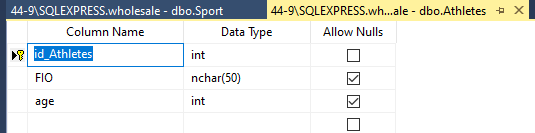 44-9\SQLEXPRESS.wholesale - dbo.Sport 44-9\SQLEXPRESS.wh...ale - dbo.Athletes
Column Name Data Type Allow Nulls
id_Athletes int
FIO nchar(50)
age int